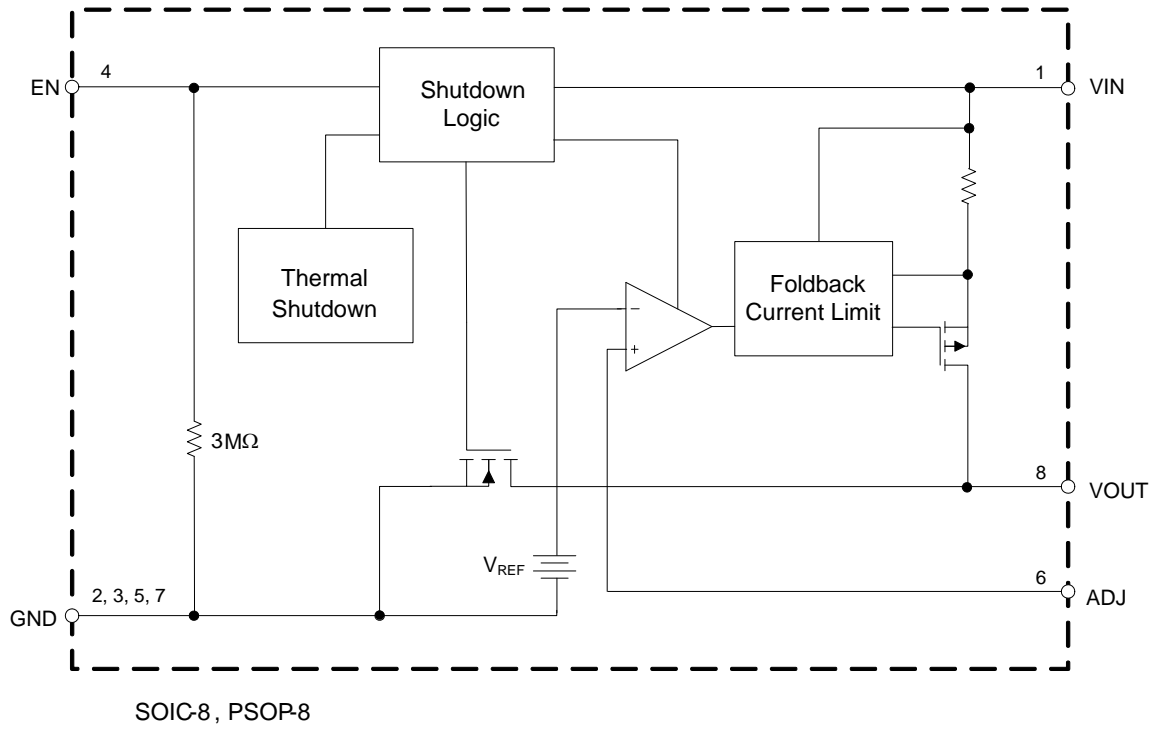 4
EN
Shutdown
Logic
1
VIN
Thermal
Shutdown
−
+
Foldback
Current Limit
3MΩ
8
VOUT
VREF
2, 3, 5, 7
GND
6
ADJ
SOIC-8, PSOP-8